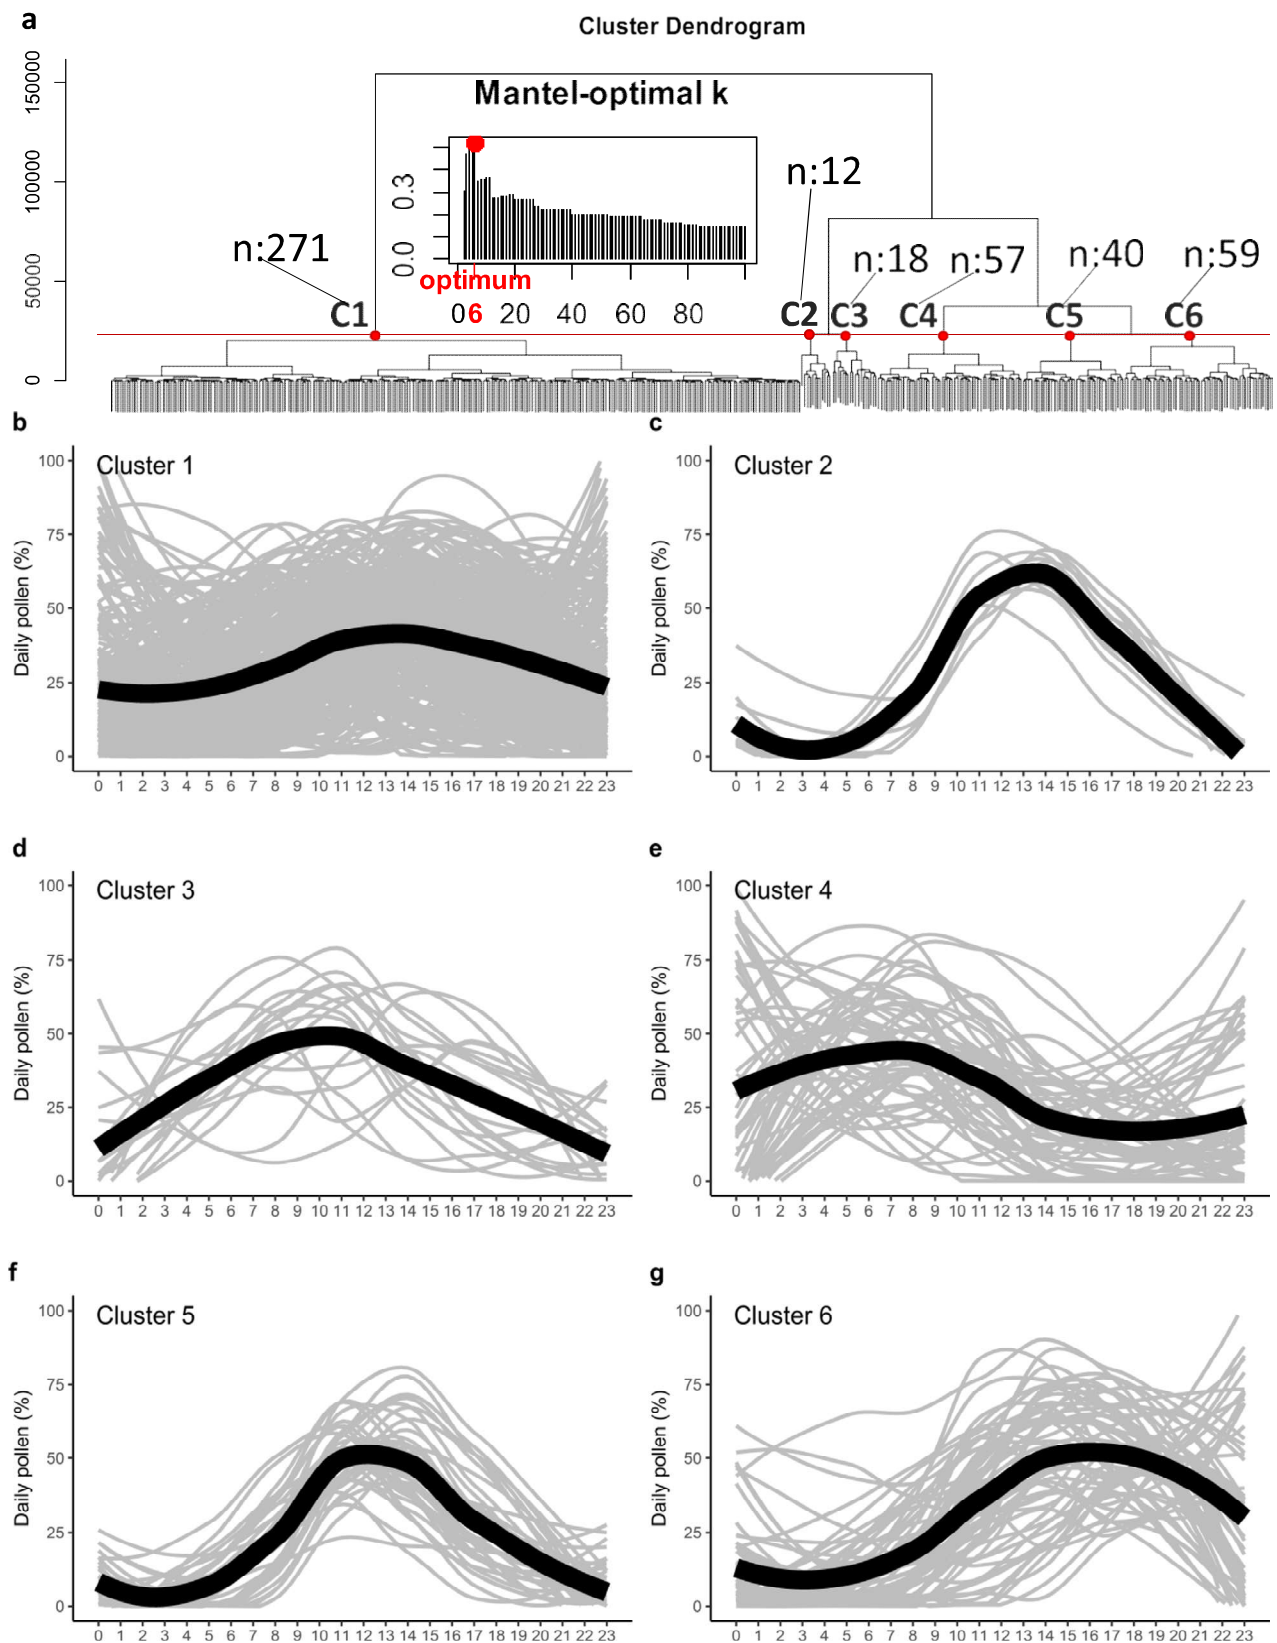 a
Cluster Dendrogram
150000
100000
50000
0
Mantel-optimal k
0.3
0.0
optimum
0 6 20 40 60 80
n:271
n:12
n:18
n:57
n:40
n:59
C1
C2
C3
C4
C5
C6
b
Cluster 1
Daily pollen (%)
100
75
50
25
0
0 1 2 3 4 5 6 7 8 9 10 11 12 13 14 15 16 17 18 19 20 21 22 23
c
Cluster 2
Daily pollen (%)
100
75
50
25
0
0 1 2 3 4 5 6 7 8 9 10 11 12 13 14 15 16 17 18 19 20 21 22 23
d
Cluster 3
Daily pollen (%)
100
75
50
25
0
0 1 2 3 4 5 6 7 8 9 10 11 12 13 14 15 16 17 18 19 20 21 22 23
e
Cluster 4
Daily pollen (%)
100
75
50
25
0
0 1 2 3 4 5 6 7 8 9 10 11 12 13 14 15 16 17 18 19 20 21 22 23
f
Cluster 5
Daily pollen (%)
100
75
50
25
0
0 1 2 3 4 5 6 7 8 9 10 11 12 13 14 15 16 17 18 19 20 21 22 23
g
Cluster 6
Daily pollen (%)
100
75
50
25
0
0 1 2 3 4 5 6 7 8 9 10 11 12 13 14 15 16 17 18 19 20 21 22 23